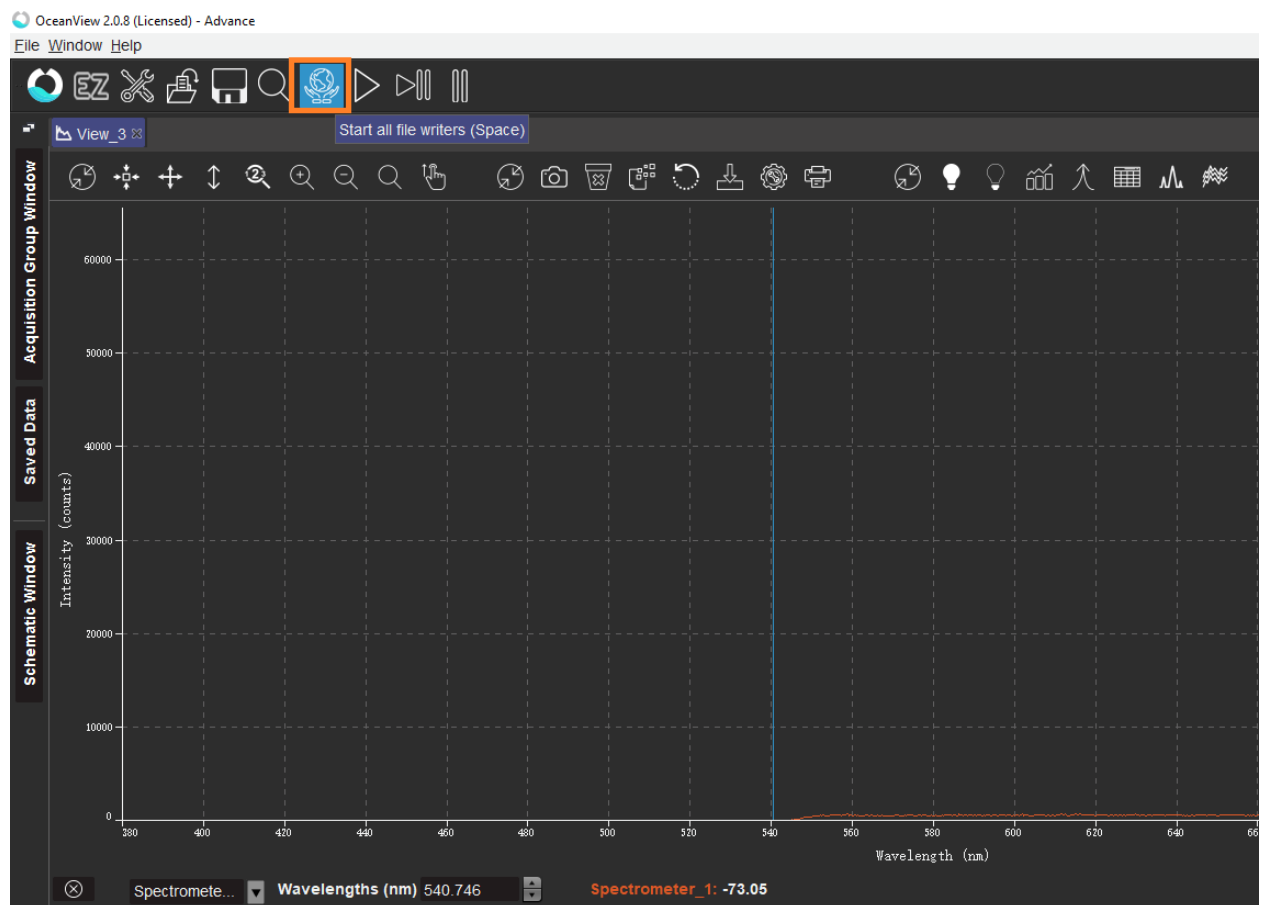 OceanView 2.0.8 (Licensed) - Advance
File Window Help
EZ
View_3
Start all file writers (Space)
2
Acquisition Group Window
Saved Data
Schematic Window
Intensity (counts)
60000
50000
40000
30000
20000
10000
0
380 400 420 440 460 480 500 520 540 560 580 600 620 640 66
Wavelength (nm)
Spectromete... Wavelengths (nm) 540.746 Spectrometer_1: -73.05